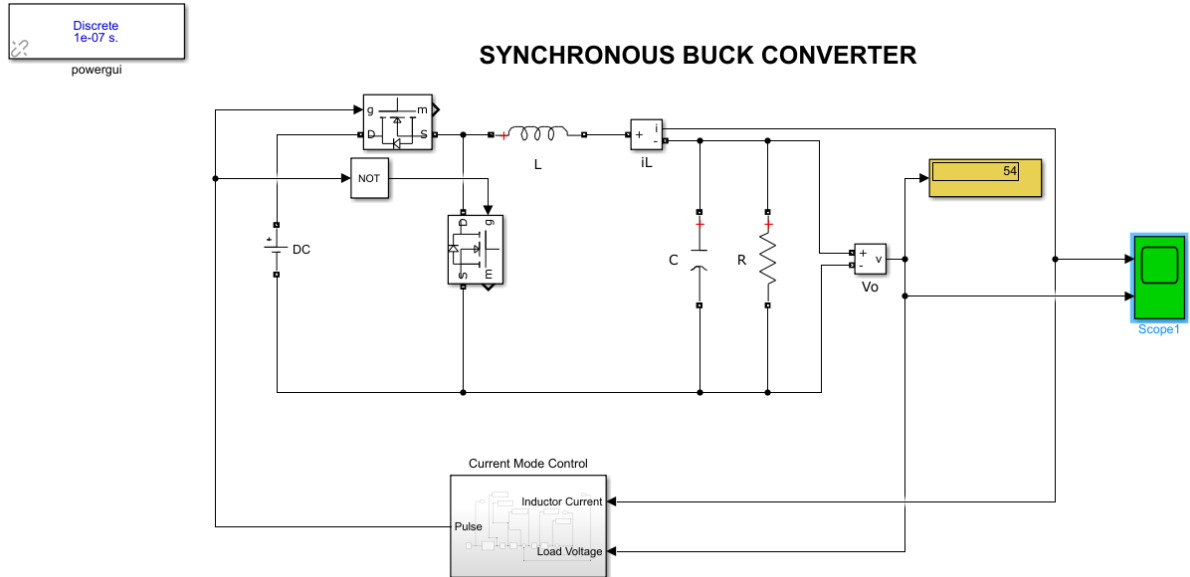 Discrete
1e-07 s.
powergui
SYNCHRONOUS BUCK CONVERTER
g
m
D
S
NOT
D
g
S
m
+
DC
+
L
+
i
-
iL
+
C
+
R
+
-
v
Vo
54
Scope1
Current Mode Control
Inductor Current
Pulse
Load Voltage